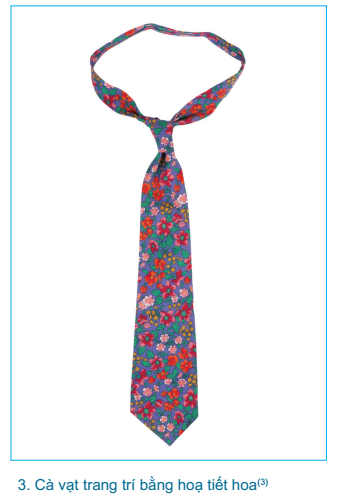 3. Cà vạt trang trí bằng hoạ tiết hoa⁽³⁾